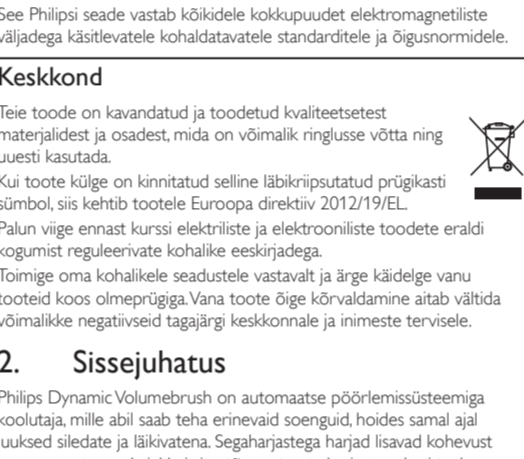 See Philipsi seade vastab kõikidele kokkupuudet elektromagnetiliste
väljadega käsitlevatele kohaldatavatele standarditele ja õigusnormidele.
Keskkond
Teie toode on kavandatud ja toodetud kvaliteetsetest
materjalidest ja osadest, mida on võimalik ringlusse võtta ning
uuesti kasutada.
Kui toote külge on kinnitatud selline läbikriipsutatud prügikasti
sümbol, siis kehtib tootele Euroopa direktiiv 2012/19/EL.
Palun viige ennast kurssi elektriliste ja elektrooniliste toodete eraldi
kogumist reguleerivate kohalike eeskirjadega.
Toimige oma kohalikele seadustele vastavalt ja ärge käidelge vanu
tooteid koos olmeprügiga. Vana toote õige kõrvaldamine aitab vältida
võimalikke negatiivseid tagajärgi keskkonnale ja inimeste tervisele.
2. Sissejuhatus
Philips Dynamic Volumebrush on automaatse pöörlemissüsteemiga
koolutaja, mille abil saab teha erinevaid soenguid, hoides samal ajal
juuksed siledate ja läikivatena. Segaharjastega harjad lisavad kohevust